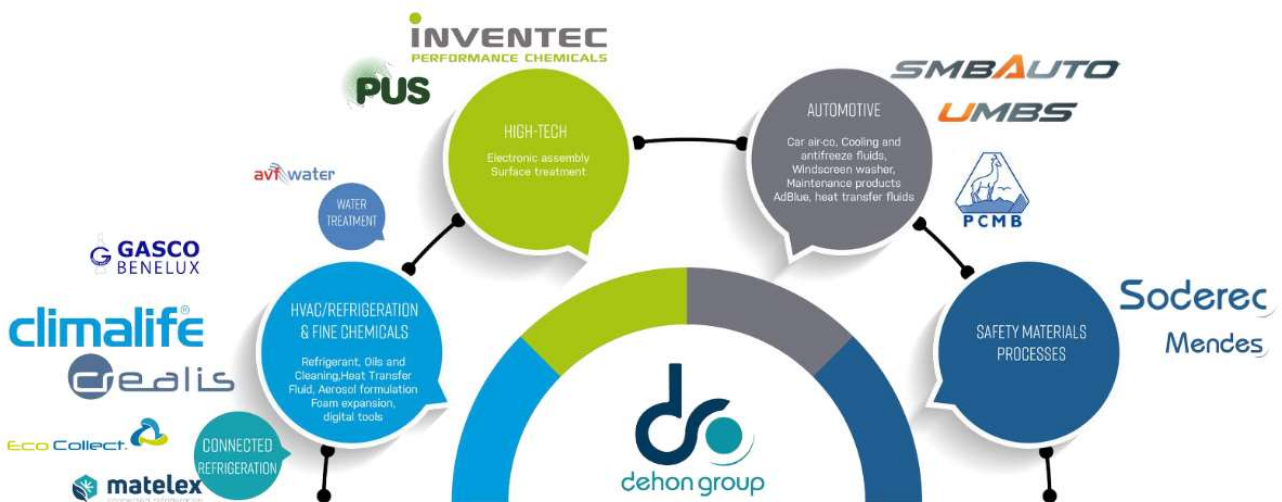 INVENTEC
PERFORMANCE CHEMICALS
PUS
HIGH-TECH
Electronic assembly
Surface treatment
SMBAUTO
UMBS
AUTOMOTIVE
Car air-co, Cooling and
antifreeze fluids,
Windscreen washer,
Maintenance products
AdBlue, heat transfer fluids
PCMB
avf water
WATER
TREATMENT
GASCO
BENELUX
climalife®
crealis
HVAC/REFRIGERATION
& FINE CHEMICALS
Refrigerant, Oils and
Cleaning,Heat Transfer
Fluid, Aerosol formulation
Foam expansion,
digital tools
Soderec
Mendes
SAFETY MATERIALS
PROCESSES
Eco Collect.
CONNECTED
REFRIGERATION
matelex
connected refrigeration
dehon group